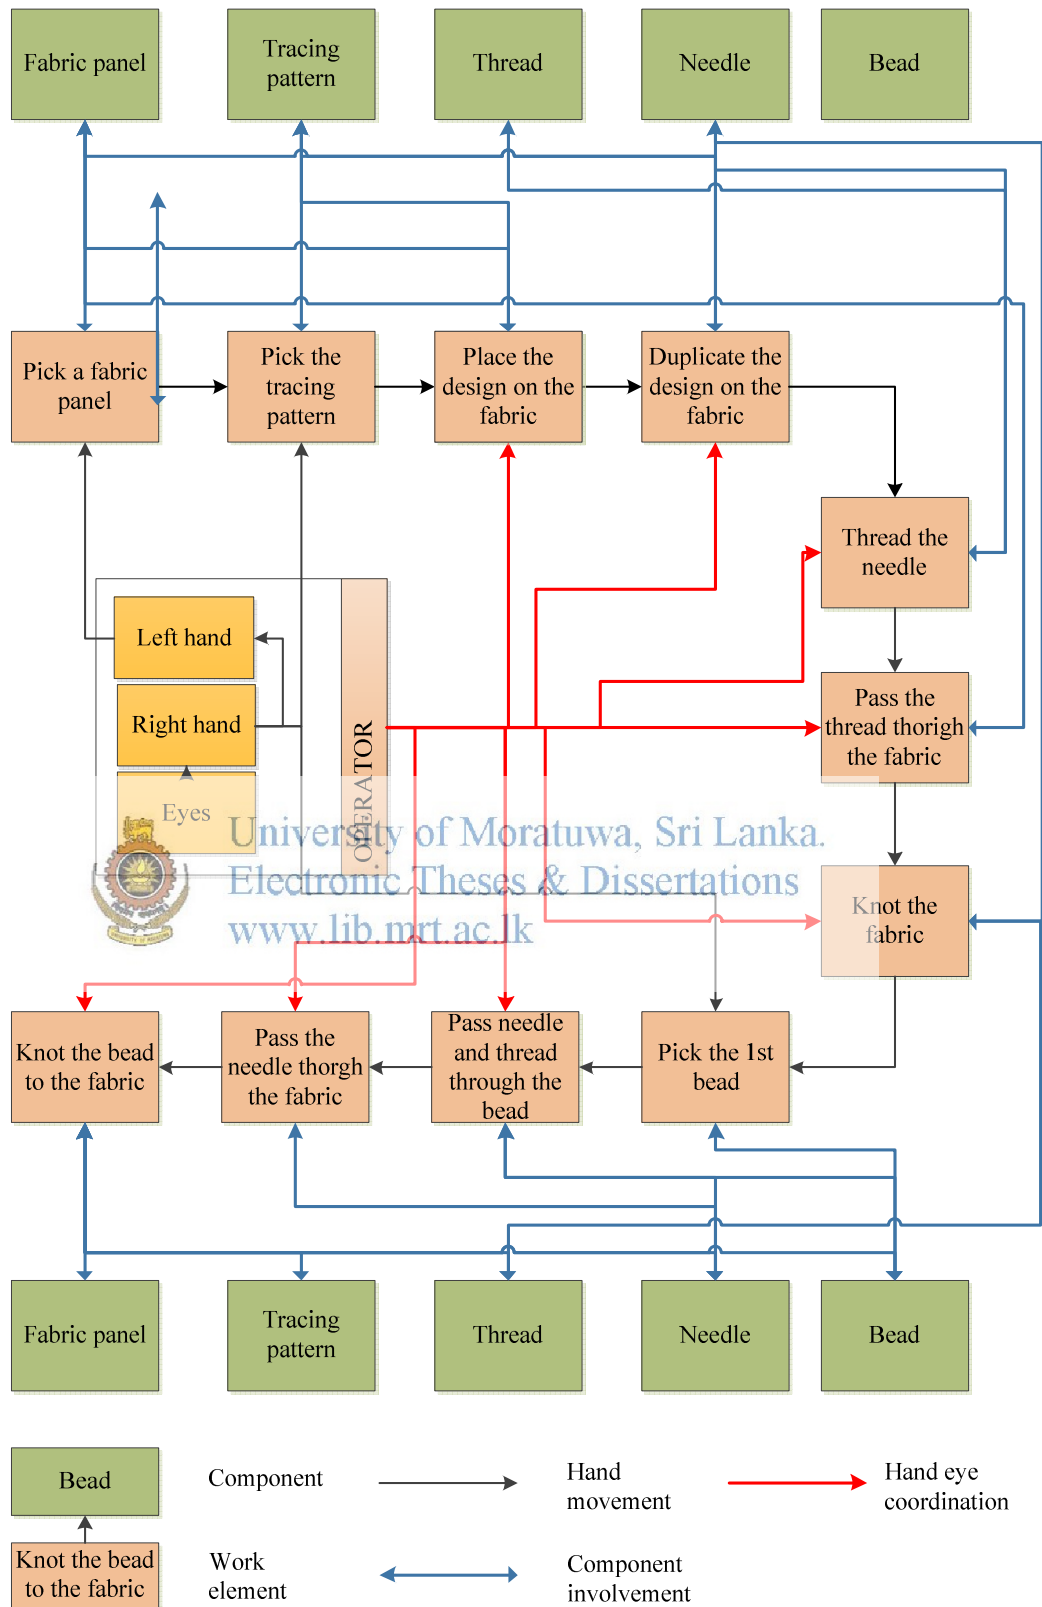 Fabric panel
Tracing
pattern
Thread
Needle
Bead
Pick a fabric
panel
Pick the
tracing
pattern
Place the
design on the
fabric
Duplicate the
design on the
fabric
Thread the
needle
Left hand
Right hand
Eyes
OPERATOR
Pass the
thread thorigh
the fabric
University of Moratuwa, Sri Lanka.
Electronic Theses & Dissertations
www.lib.mrt.ac.lk
Knot the
fabric
Knot the bead
to the fabric
Pass the
needle thorgh
the fabric
Pass needle
and thread
through the
bead
Pick the 1st
bead
Fabric panel
Tracing
pattern
Thread
Needle
Bead
Bead
Component
Hand
movement
Hand eye
coordination
Knot the bead
to the fabric
Work
element
Component
involvement